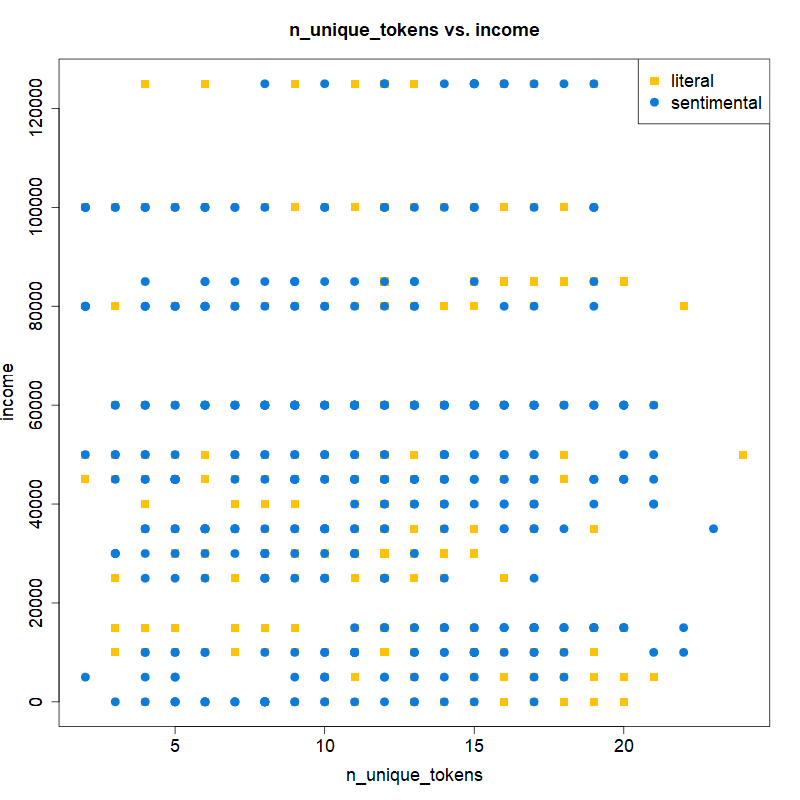 n_unique_tokens vs. income
literal
sentimental
120000
100000
80000
60000
40000
20000
0
income
5 10 15 20
n_unique_tokens